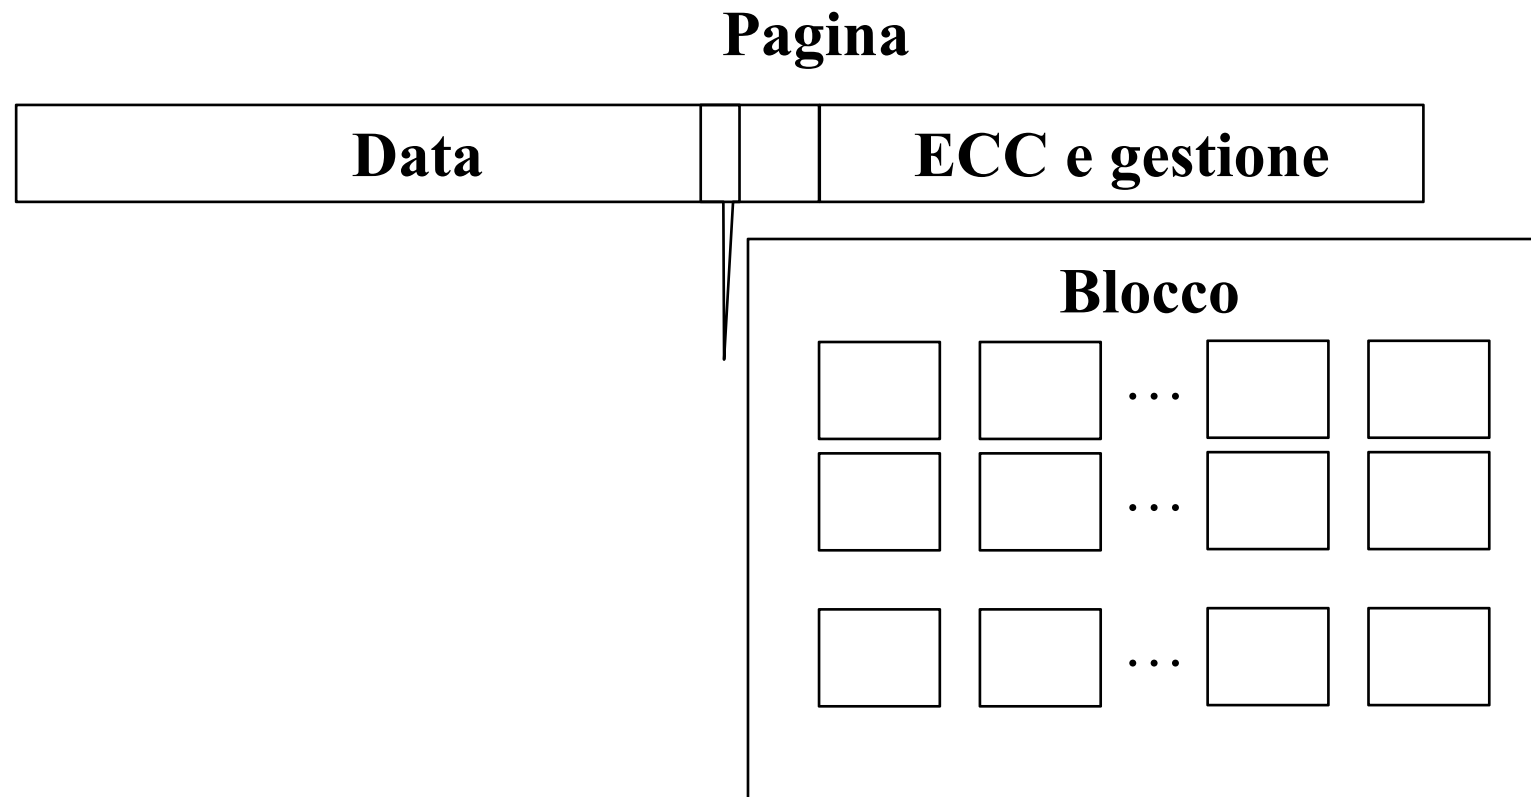 Pagina
Data
ECC e gestione
Blocco
...
...
...